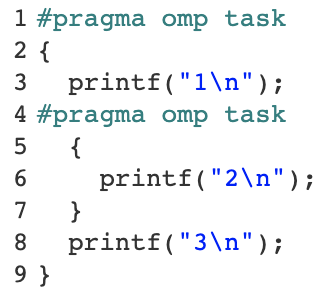 1 #pragma omp task
2 {
3   printf("1\n");
4 #pragma omp task
5   {
6     printf("2\n");
7   }
8   printf("3\n");
9 }